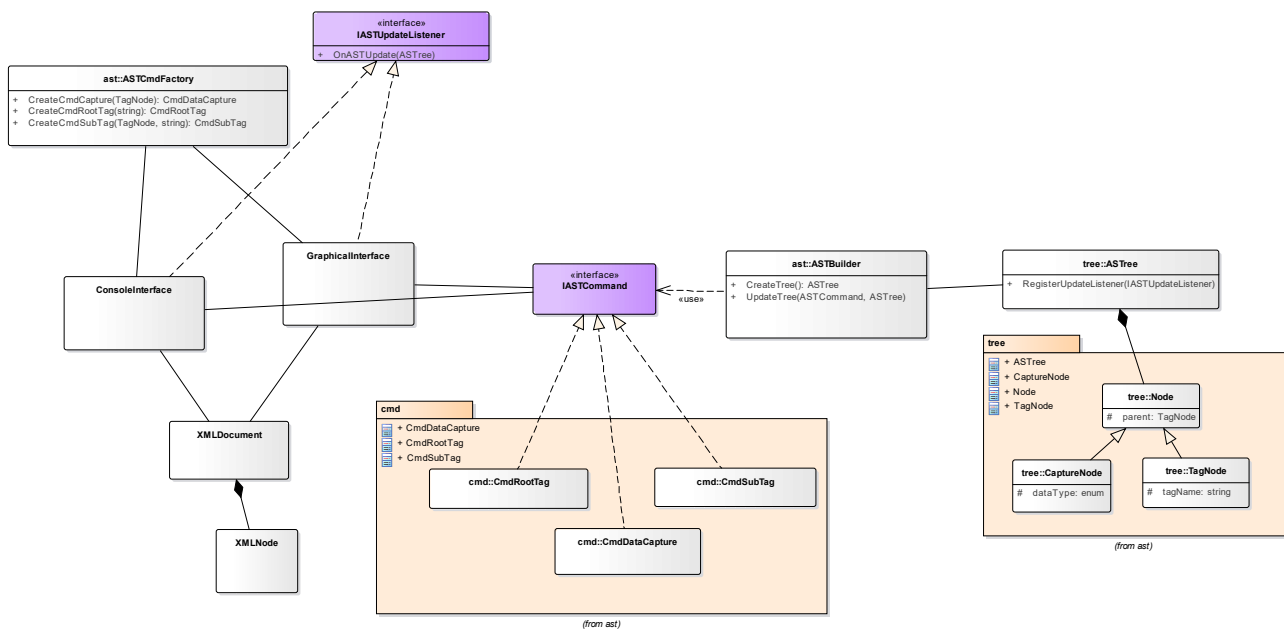 «interface»
IASTUpdateListener
+ OnASTUpdate(ASTree)
ast::ASTCmdFactory
+ CreateCmdCapture(TagNode): CmdDataCapture
+ CreateCmdRootTag(string): CmdRootTag
+ CreateCmdSubTag(TagNode, string): CmdSubTag
GraphicalInterface
ConsoleInterface
«interface»
IASTCommand
«use»
ast::ASTBuilder
+ CreateTree(): ASTree
+ UpdateTree(ASTCommand, ASTree)
tree::ASTree
+ RegisterUpdateListener(IASTUpdateListener)
tree
+ ASTree
+ CaptureNode
+ Node
+ TagNode
tree::Node
# parent: TagNode
tree::CaptureNode
# dataType: enum
tree::TagNode
# tagName: string
(from ast)
XMLDocument
XMLNode
cmd
+ CmdDataCapture
+ CmdRootTag
+ CmdSubTag
cmd::CmdRootTag
cmd::CmdSubTag
cmd::CmdDataCapture
(from ast)